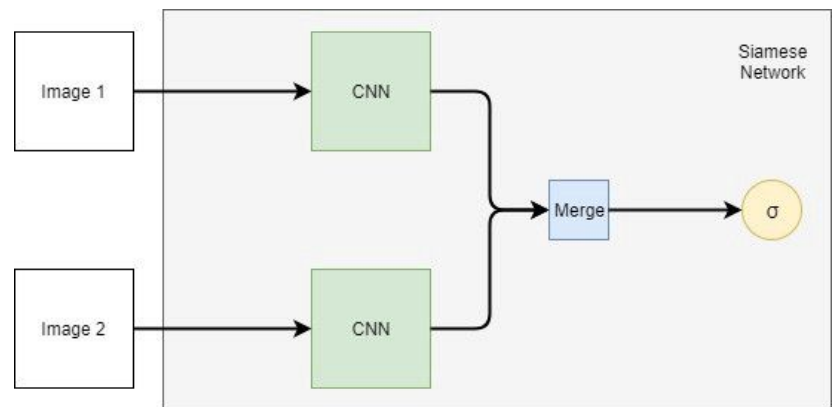 Siamese
Network
Image 1
CNN
Merge
σ
Image 2
CNN